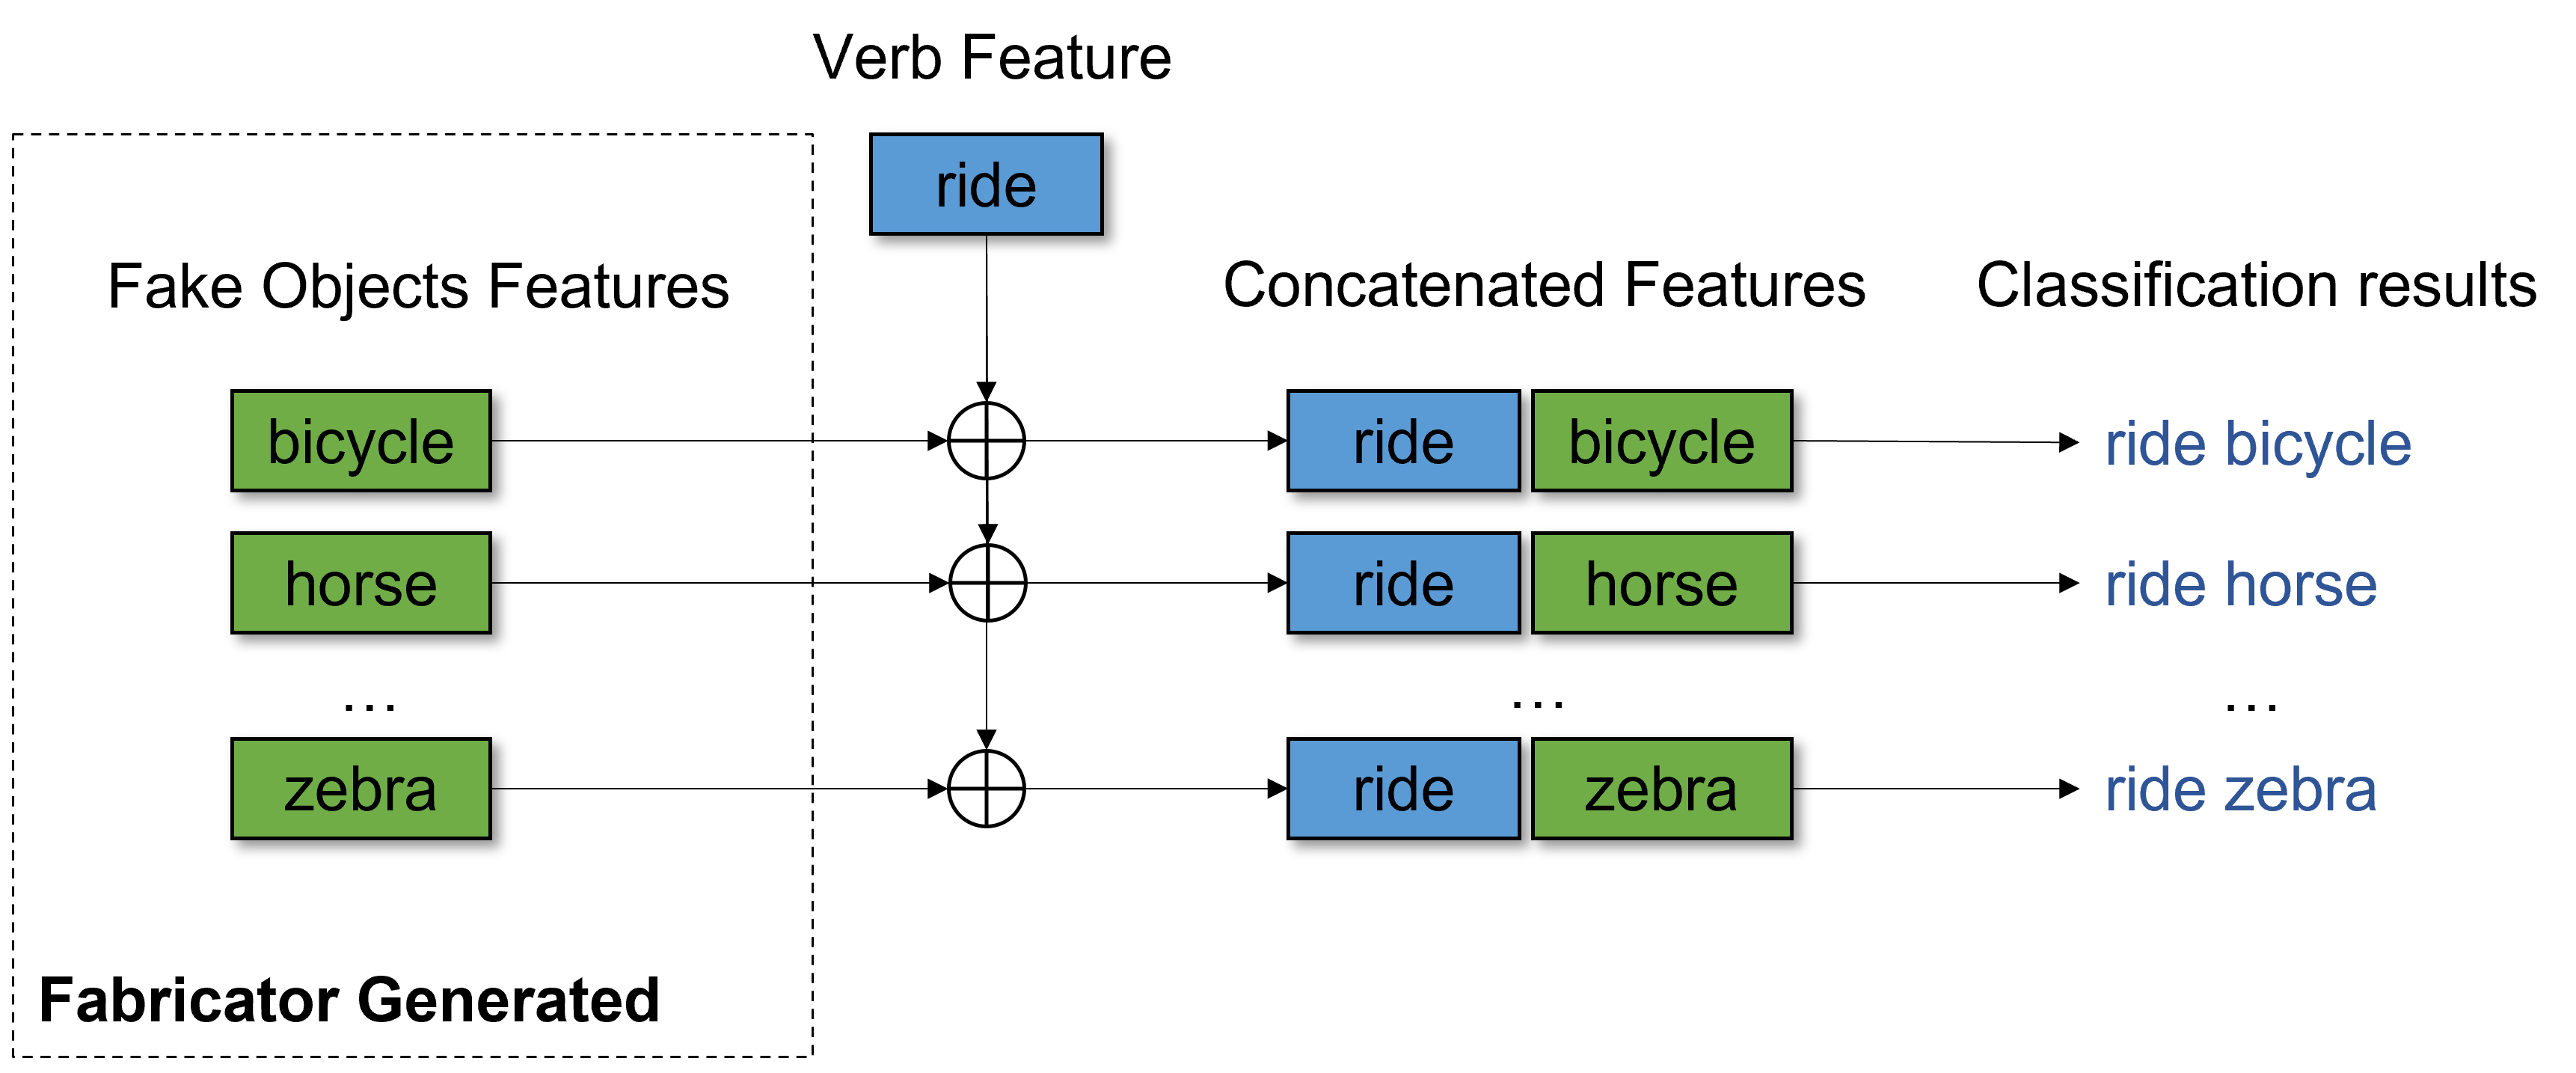 Verb Feature
ride
Fake Objects Features
Concatenated Features
Classification results
bicycle
ride
bicycle
ride bicycle
horse
ride
horse
ride horse
...
...
...
zebra
ride
zebra
ride zebra
Fabricator Generated